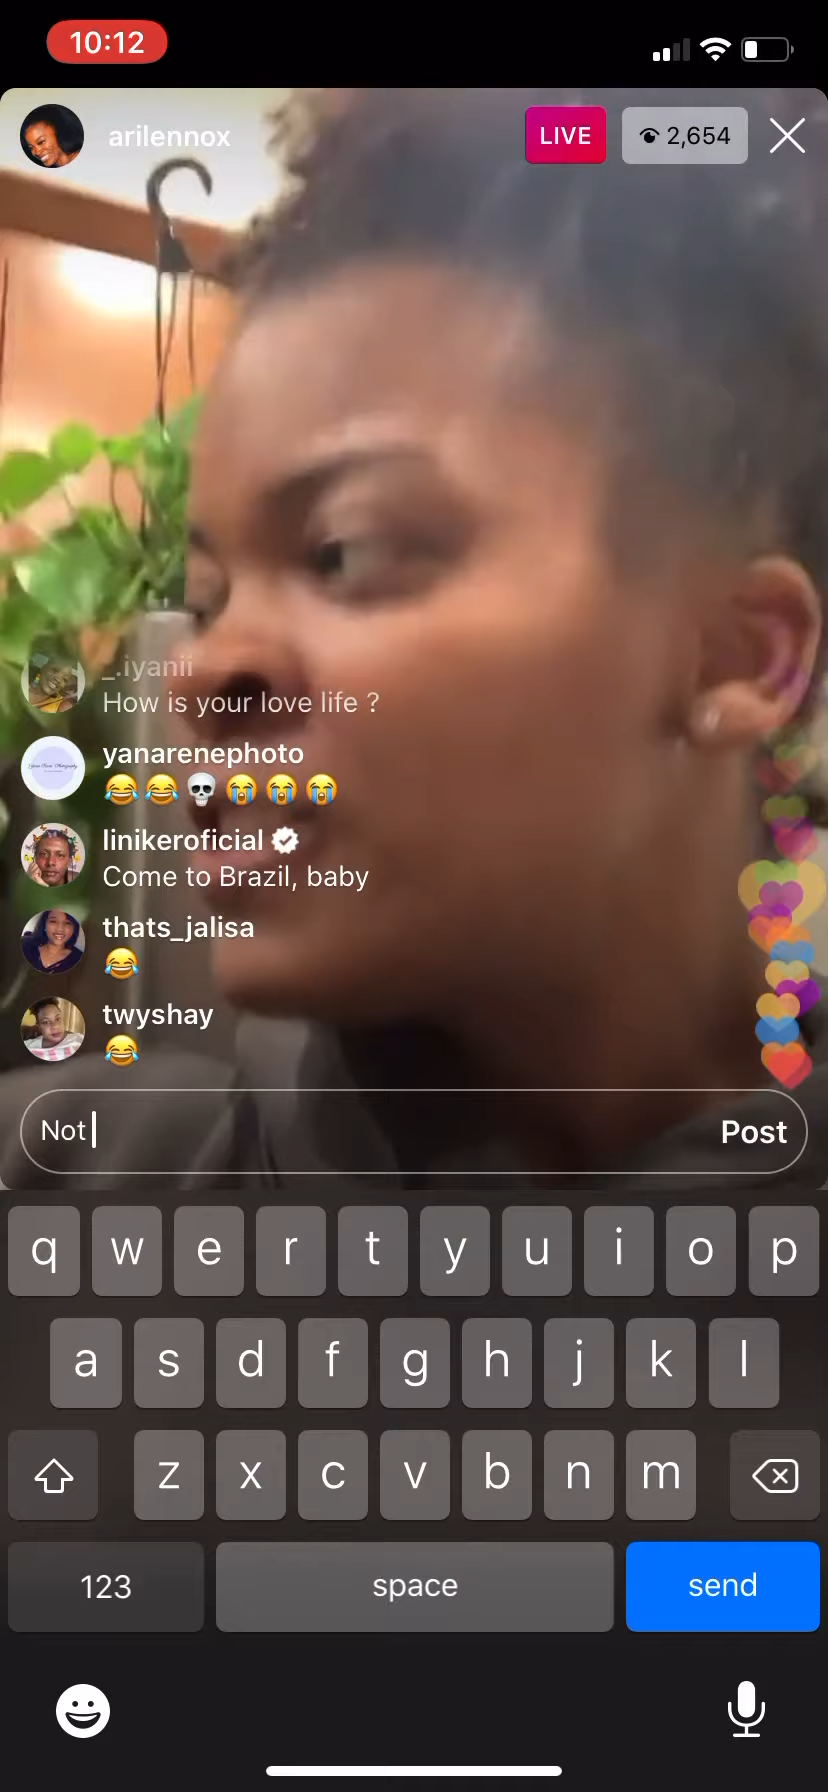 10:12
arilennox
LIVE
2,654
_.iyanii
How is your love life ?
yanarenephoto
😂😂💀😭😭😭
linikeroficial
Come to Brazil, baby
thats_jalisa
😂
twyshay
😂
Not
Post
q w e r t y u i o p
a s d f g h j k l
z x c v b n m
123 space send